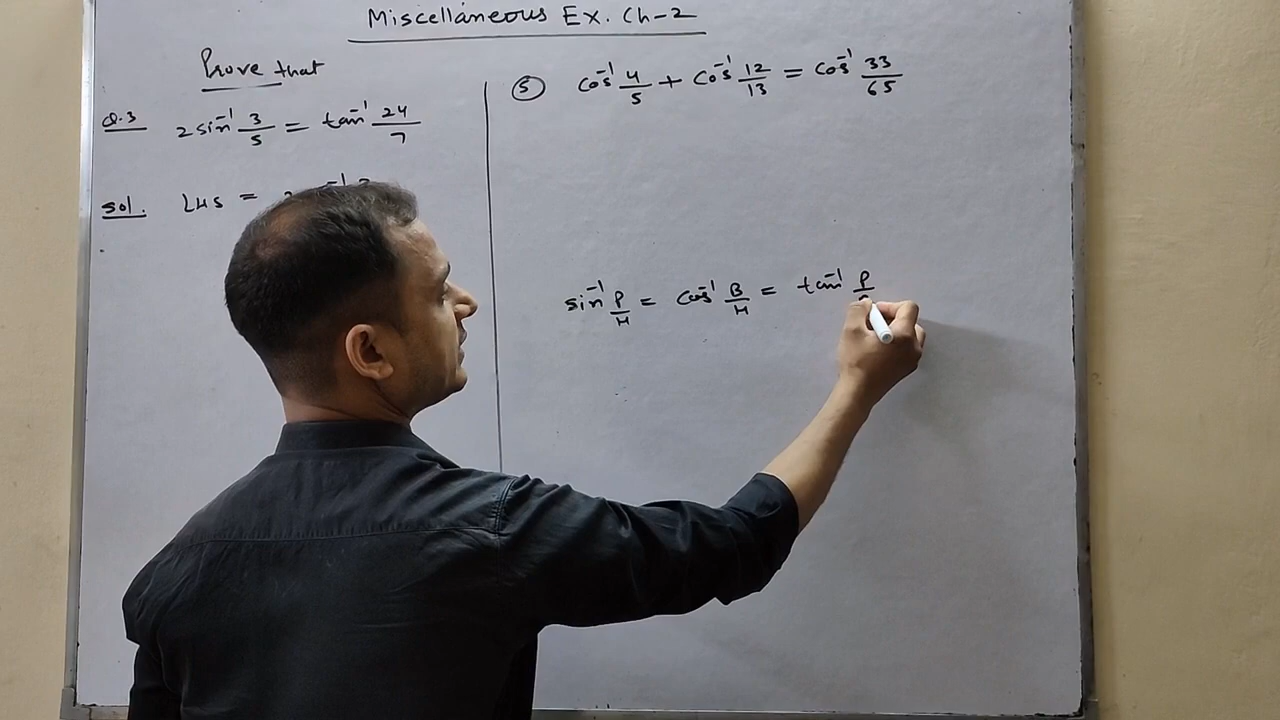 Miscellaneous Ex. Ch-2
Prove that
Q.3 2 sin⁻¹ 3/5 = tan⁻¹ 24/7
Sol. LHS =
⑤ Cos⁻¹ 4/5 + Cos⁻¹ 12/13 = Cos⁻¹ 33/65
sin⁻¹ P/H = Cos⁻¹ B/H = tan⁻¹ P/